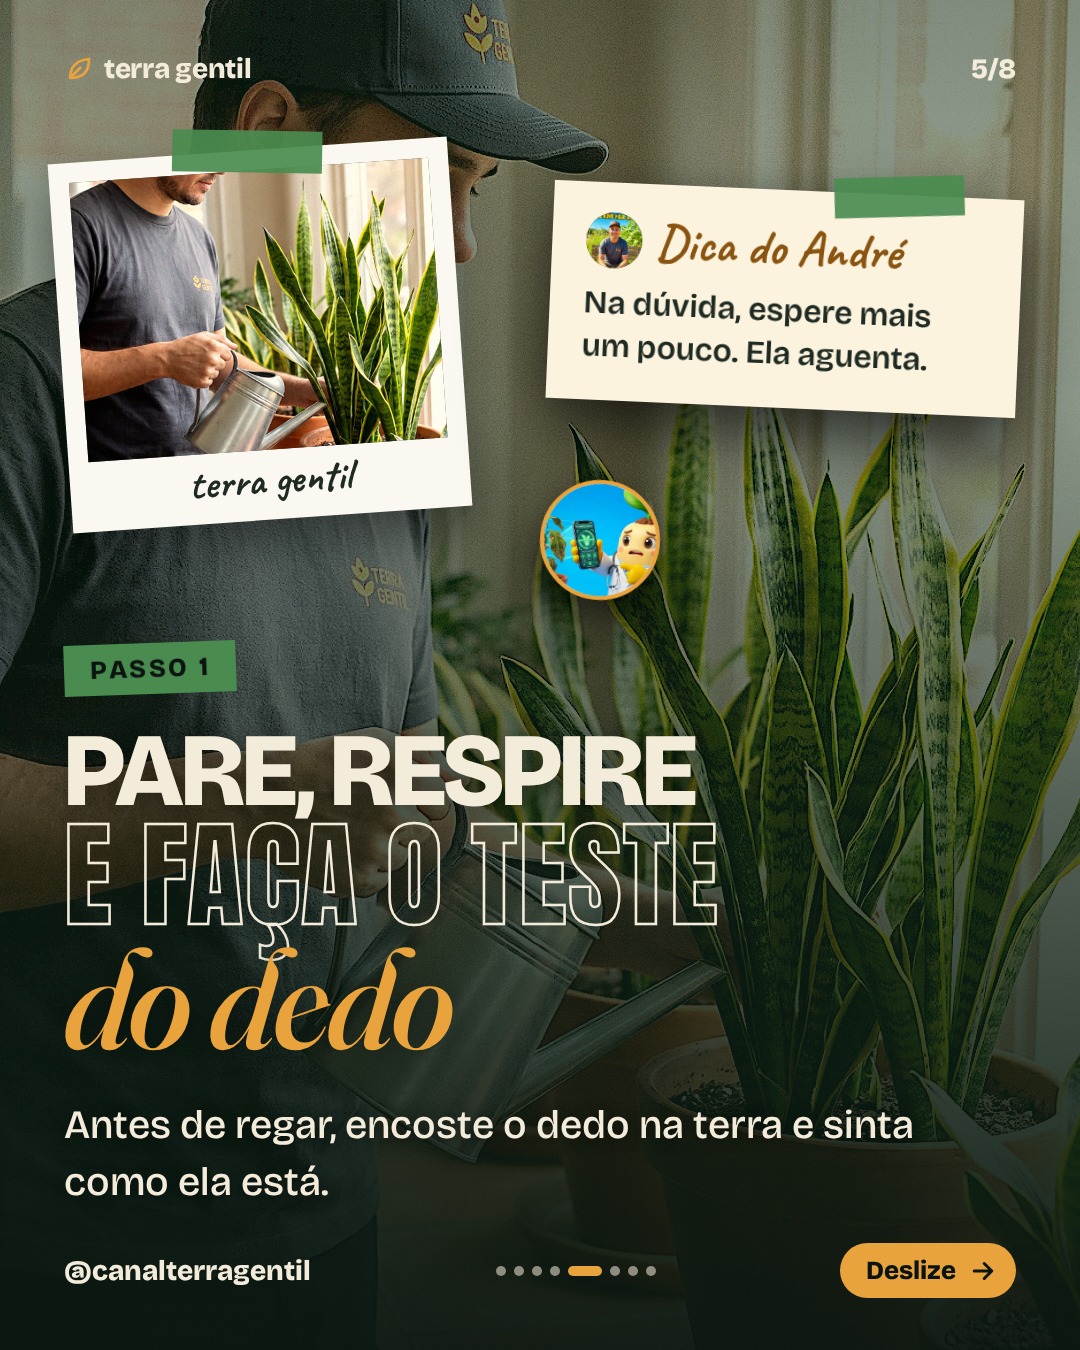 terra gentil
5/8
Dica do André
Na dúvida, espere mais
um pouco. Ela aguenta.
terra gentil
TERRA
GENTIL
PASSO 1
PARE, RESPIRE
E FAÇA O TESTE
do dedo
Antes de regar, encoste o dedo na terra e sinta
como ela está.
@canalterragentil
Deslize →